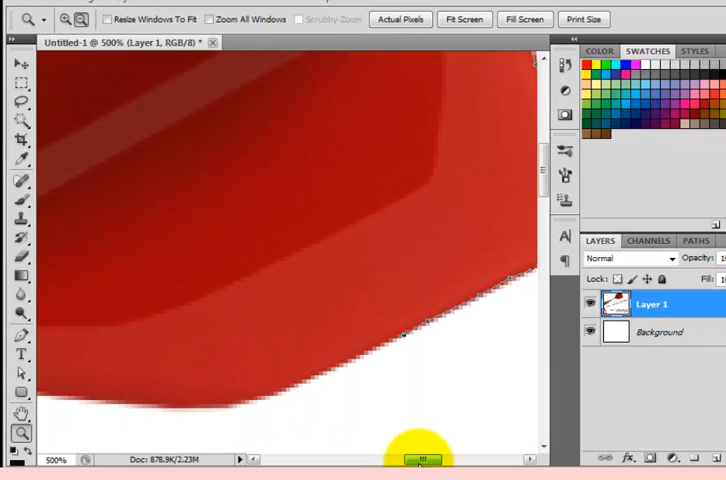 Resize Windows To Fit Zoom All Windows Scrubby Zoom Actual Pixels Fit Screen Fill Screen Print Size
Untitled-1 @ 500% (Layer 1, RGB/8) *
COLOR SWATCHES STYLES
LAYERS CHANNELS PATHS
Normal Opacity:
Lock: Fill:
Layer 1
Background
500% Doc: 878.9K/2.23M